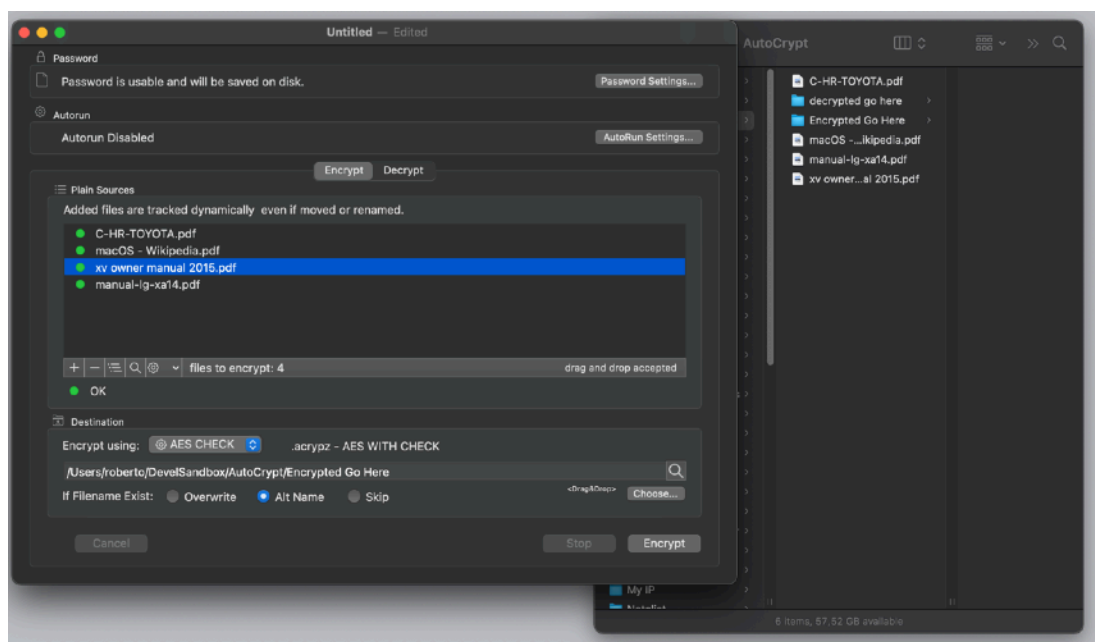 Untitled — Edited
Password
Password is usable and will be saved on disk.
Password Settings...
Autorun
Autorun Disabled
AutoRun Settings...
Encrypt
Decrypt
Plain Sources
Added files are tracked dynamically even if moved or renamed.
C-HR-TOYOTA.pdf
macOS - Wikipedia.pdf
xv owner manual 2015.pdf
manual-lg-xa14.pdf
files to encrypt: 4
drag and drop accepted
OK
Destination
Encrypt using:
AES CHECK
.acrypz - AES WITH CHECK
/Users/roberto/DevelSandbox/AutoCrypt/Encrypted Go Here
If Filename Exist:
Overwrite
Alt Name
Skip
<Drag&Drop>
Choose...
Cancel
Stop
Encrypt
AutoCrypt
C-HR-TOYOTA.pdf
decrypted go here
Encrypted Go Here
macOS -...ikipedia.pdf
manual-lg-xa14.pdf
xv owner...al 2015.pdf
My IP
6 items, 57,52 GB available